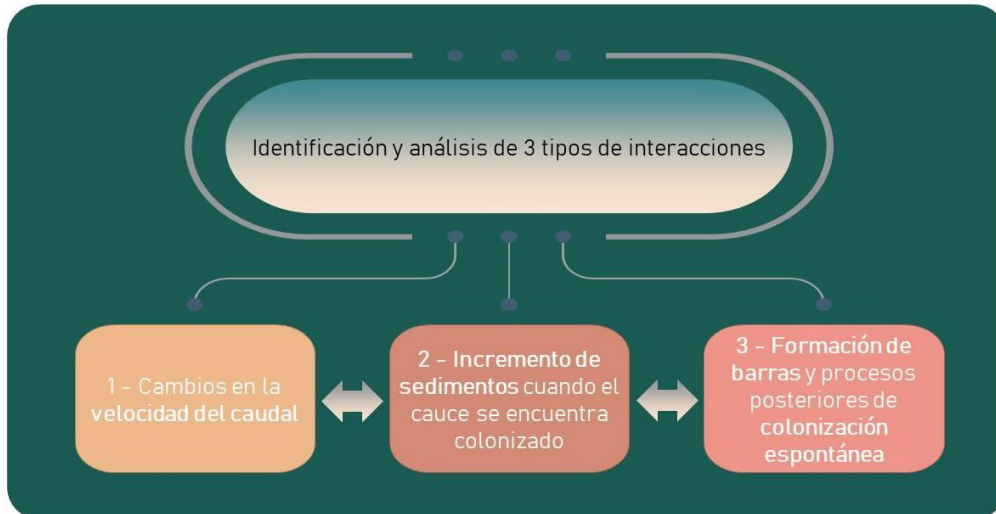 Identificación y análisis de 3 tipos de interacciones
1 - Cambios en la
velocidad del caudal
2 - Incremento de
sedimentos cuando el
cauce se encuentra
colonizado
3 - Formación de
barras y procesos
posteriores de
colonización
espontánea